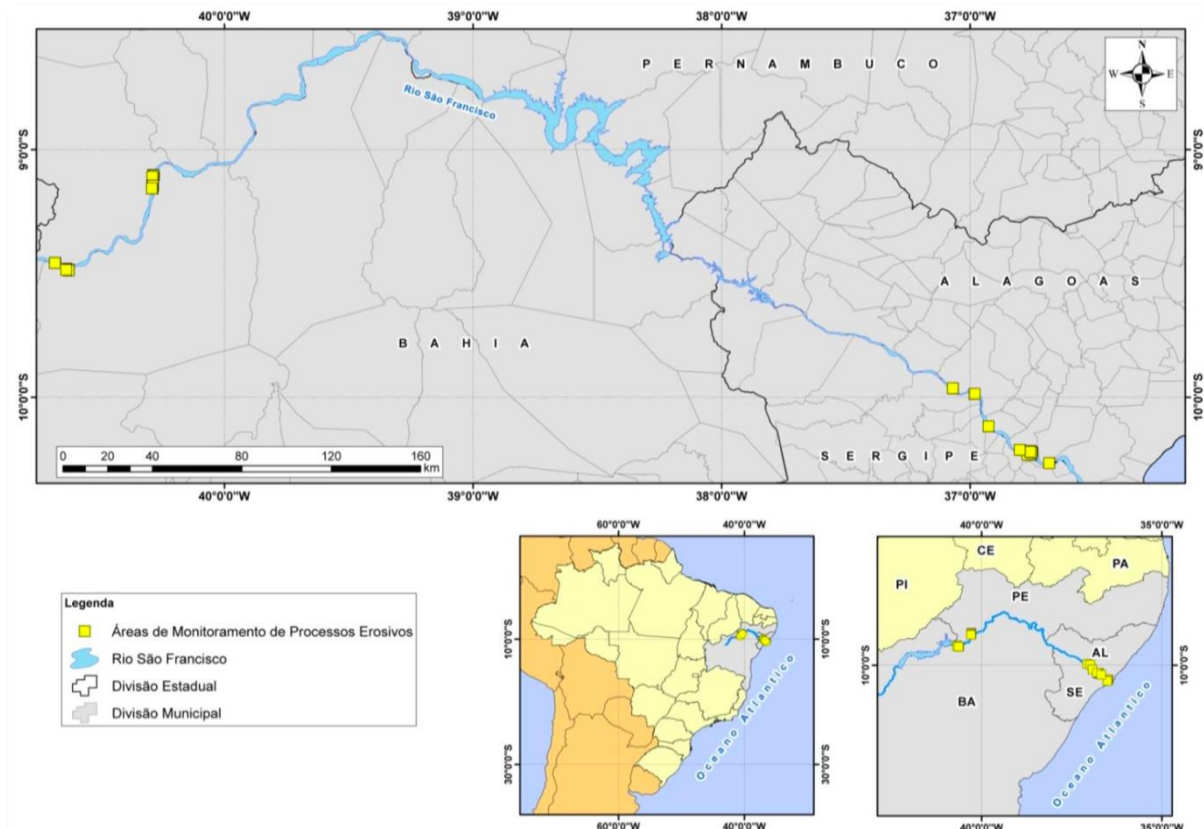 40°0'0"W 39°0'0"W 38°0'0"W 37°0'0"W
N
W E
S
P E R N A M B U C O
Rio São Francisco
9°0'0"S 9°0'0"S
A L A G O A S
B A H I A
10°0'0"S 10°0'0"S
S E R G I P E
0 20 40 80 120 160
km
40°0'0"W 39°0'0"W 38°0'0"W 37°0'0"W
Legenda
Áreas de Monitoramento de Processos Erosivos
Rio São Francisco
Divisão Estadual
Divisão Municipal
60°0'0"W 40°0'0"W
10°0'0"S 10°0'0"S
Oceano Atlantico
30°0'0"S 30°0'0"S
60°0'0"W 40°0'0"W
40°0'0"W 35°0'0"W
CE
PI
PA
PE
AL
10°0'0"S 10°0'0"S
SE
BA
Oceano Atlantico
40°0'0"W 35°0'0"W